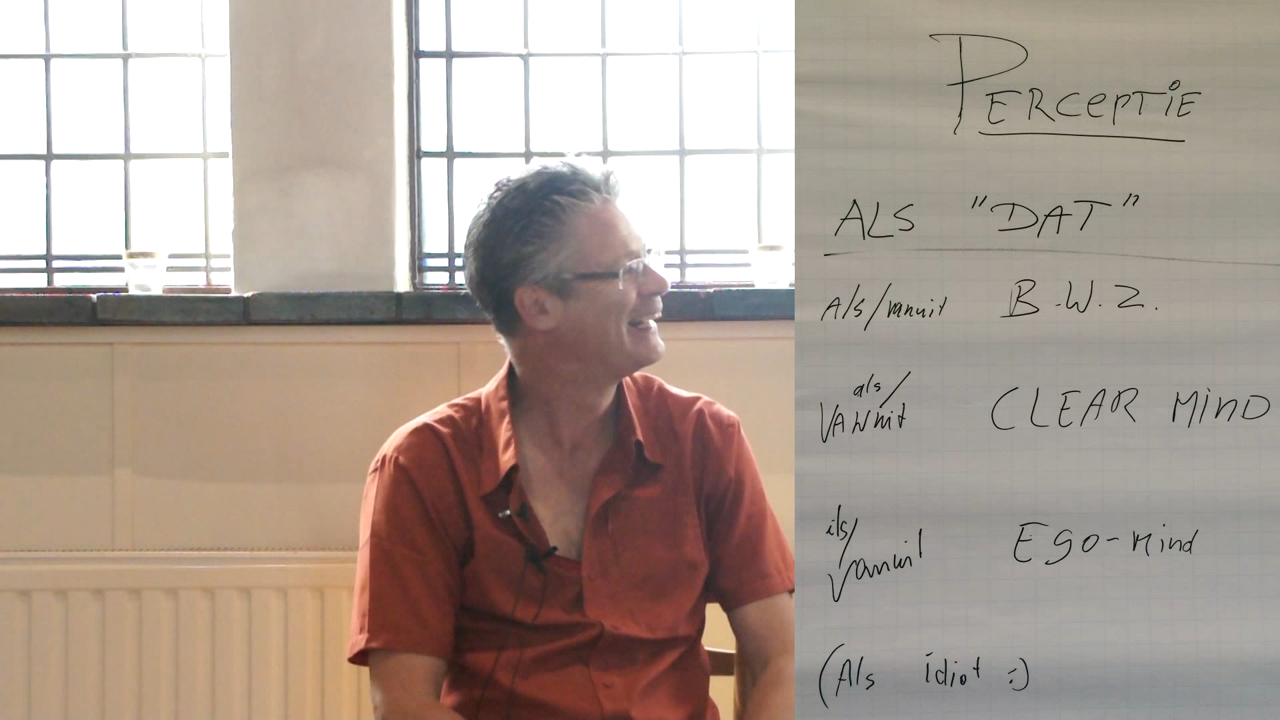 PERCEPTIE
ALS "DAT"
Als/vanuit B.W.Z.
als/
VANuit CLEAR MIND
als/
vanuit Ego-Mind
(Als idiot :)